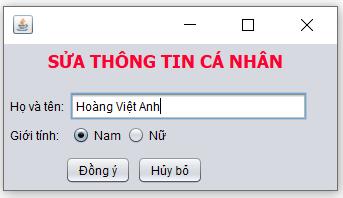 SỬA THÔNG TIN CÁ NHÂN
Họ và tên: Hoàng Việt Anh
Giới tính: Nam Nữ
Đồng ý Hủy bỏ